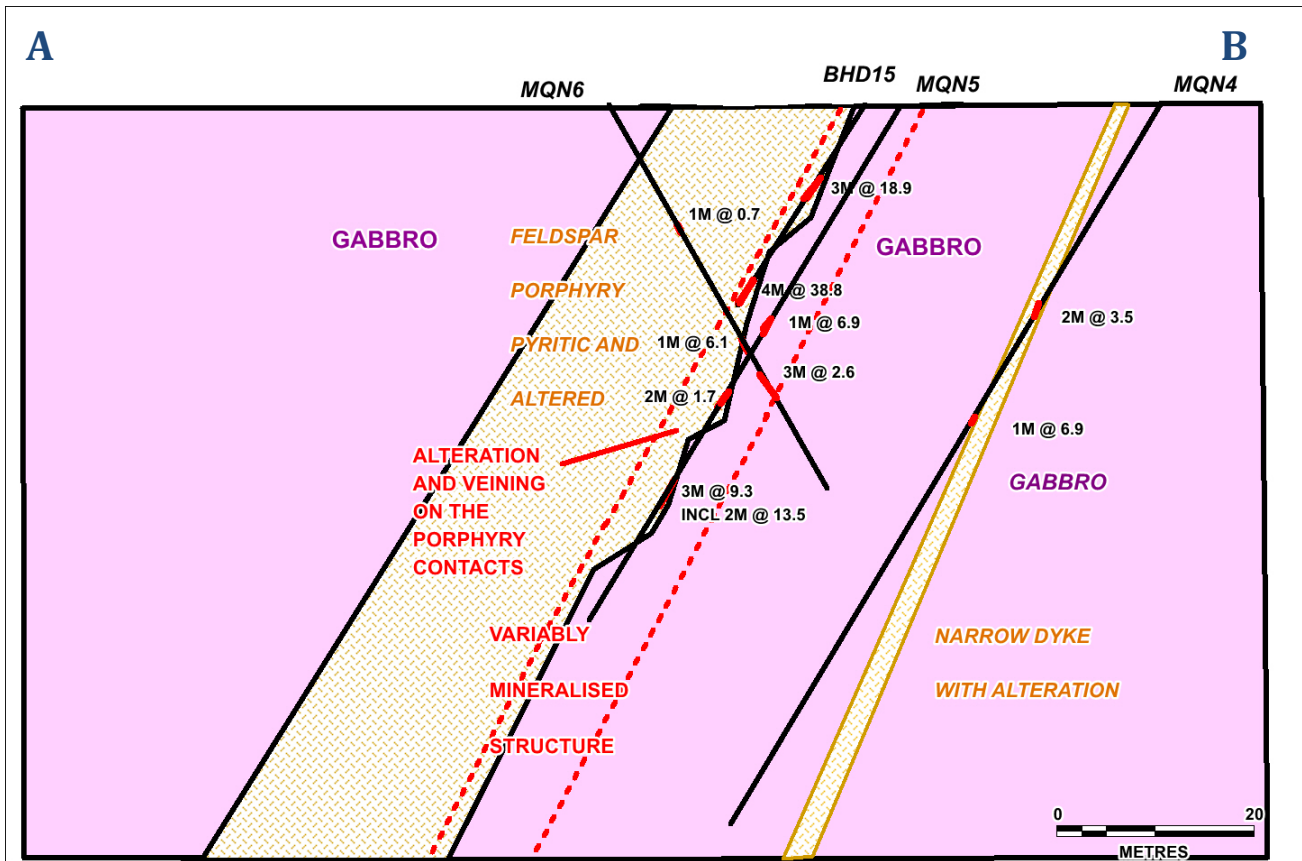 A
B
MQN6
BHD15
MQN5
MQN4
3M @ 18.9
1M @ 0.7
GABBRO
FELDSPAR
PORPHYRY
PYRITIC AND
ALTERED
GABBRO
4M @ 38.8
1M @ 6.9
1M @ 6.1
3M @ 2.6
2M @ 1.7
2M @ 3.5
1M @ 6.9
GABBRO
ALTERATION
AND VEINING
ON THE
PORPHYRY
CONTACTS
3M @ 9.3
INCL 2M @ 13.5
VARIABLY
MINERALISED
STRUCTURE
NARROW DYKE
WITH ALTERATION
0
20
METRES